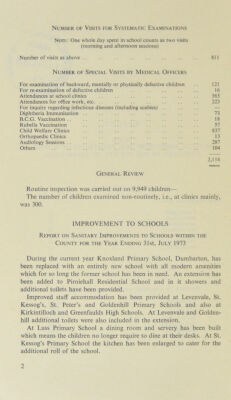 NUMBER OF VISITS FOR SYSTEMATIC EXAMINATIONS
NOTE: One whole day spent in school counts as two visits
(morning and afternoon sessions)
Number of visits as above .. .. .. .. 811
NUMBER OF SPECIAL VISITS BY MEDICAL OFFICERS
For examination of backward, mentally or physically defective children 121
For re-examination of defective children .. .. 16
Attendances at school clinics .. .. 365
Attendances for office work, etc. .. .. 223
For inquiry regarding infectious diseases (including scabies) .. —
Diphtheria Immunisation .. .. 73
B.C.G. Vaccination .. .. 18
Rubella Vaccination .. .. 57
Child Welfare Clinics .. .. 837
Orthopaedic Clinics .. .. 13
Audiology Sessions .. .. 287
Others .. .. 104
2,114
GENERAL REVIEW
Routine inspection was carried out on 9,949 children—
The number of children examined non-routinely, i.e., at clinics mainly,
was 300.
IMPROVEMENT TO SCHOOLS
REPORT ON SANITARY IMPROVEMENTS TO SCHOOLS WITHIN THE
COUNTY FOR THE YEAR ENDING 31st, JULY 1973
During the current year Knoxland Primary School, Dumbarton, has
been replaced with an entirely new school with all modern amenities
which for so long the former school has been in need. An extension has
been added to Pirniehall Residential School and in it showers and
additional toilets have been provided.
Improved staff accommodation has been provided at Levenvale, St.
Kessog's, St. Peter's and Goldenhill Primary Schools and also at
Kirkintilloch and Greenfaulds High Schools. At Levenvale and Golden-
hill additional toilets were also included in the extension.
At Luss Primary School a dining room and servery has been built
which means the children no longer require to dine at their desks. At St.
Kessog's Primary School the kitchen has been enlarged to cater for the
additional roll of the school.
2